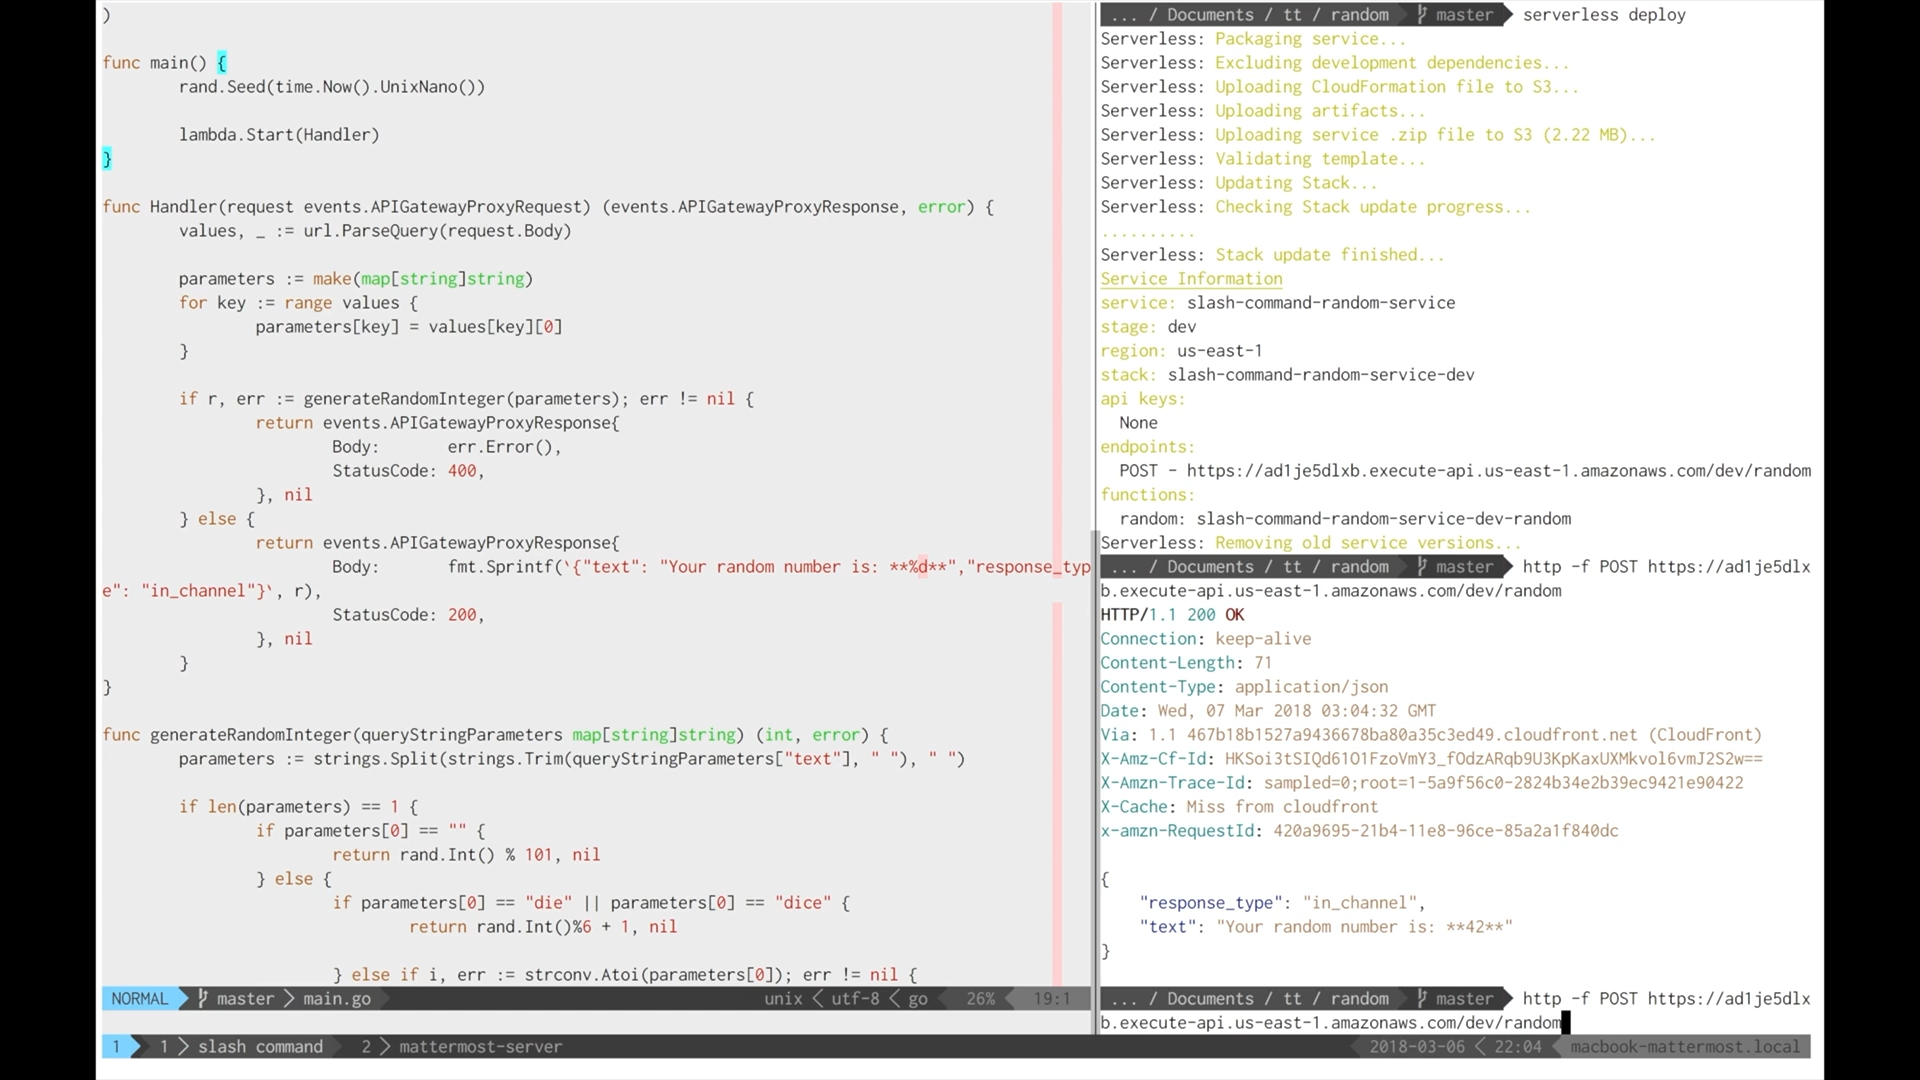 )
func main() {
rand.Seed(time.Now().UnixNano())
lambda.Start(Handler)
}
func Handler(request events.APIGatewayProxyRequest) (events.APIGatewayProxyResponse, error) {
values, _ := url.ParseQuery(request.Body)
parameters := make(map[string]string)
for key := range values {
parameters[key] = values[key][0]
}
if r, err := generateRandomInteger(parameters); err != nil {
return events.APIGatewayProxyResponse{
Body: err.Error(),
StatusCode: 400,
}, nil
} else {
return events.APIGatewayProxyResponse{
Body: fmt.Sprintf(`{"text": "Your random number is: **%d**","response_typ
e": "in_channel"}`, r),
StatusCode: 200,
}, nil
}
}
func generateRandomInteger(queryStringParameters map[string]string) (int, error) {
parameters := strings.Split(strings.Trim(queryStringParameters["text"], " "), " ")
if len(parameters) == 1 {
if parameters[0] == "" {
return rand.Int() % 101, nil
} else {
if parameters[0] == "die" || parameters[0] == "dice" {
return rand.Int()%6 + 1, nil
} else if i, err := strconv.Atoi(parameters[0]); err != nil {
NORMAL master > main.go unix < utf-8 < go 26% 19:1
... / Documents / tt / random master serverless deploy
Serverless: Packaging service...
Serverless: Excluding development dependencies...
Serverless: Uploading CloudFormation file to S3...
Serverless: Uploading artifacts...
Serverless: Uploading service .zip file to S3 (2.22 MB)...
Serverless: Validating template...
Serverless: Updating Stack...
Serverless: Checking Stack update progress...
..........
Serverless: Stack update finished...
Service Information
service: slash-command-random-service
stage: dev
region: us-east-1
stack: slash-command-random-service-dev
api keys:
None
endpoints:
POST - https://ad1je5dlxb.execute-api.us-east-1.amazonaws.com/dev/random
functions:
random: slash-command-random-service-dev-random
Serverless: Removing old service versions...
... / Documents / tt / random master http -f POST https://ad1je5dlx
b.execute-api.us-east-1.amazonaws.com/dev/random
HTTP/1.1 200 OK
Connection: keep-alive
Content-Length: 71
Content-Type: application/json
Date: Wed, 07 Mar 2018 03:04:32 GMT
Via: 1.1 467b18b1527a9436678ba80a35c3ed49.cloudfront.net (CloudFront)
X-Amz-Cf-Id: HKSoi3tSIQd61O1FzoVmY3_fOdzARqb9U3KpKaxUXMkvol6vmJ2S2w==
X-Amzn-Trace-Id: sampled=0;root=1-5a9f56c0-2824b34e2b39ec9421e90422
X-Cache: Miss from cloudfront
x-amzn-RequestId: 420a9695-21b4-11e8-96ce-85a2a1f840dc
{
"response_type": "in_channel",
"text": "Your random number is: **42**"
}
... / Documents / tt / random master http -f POST https://ad1je5dlx
b.execute-api.us-east-1.amazonaws.com/dev/random
1 1 > slash command 2 > mattermost-server 2018-03-06 < 22:04 macbook-mattermost.local